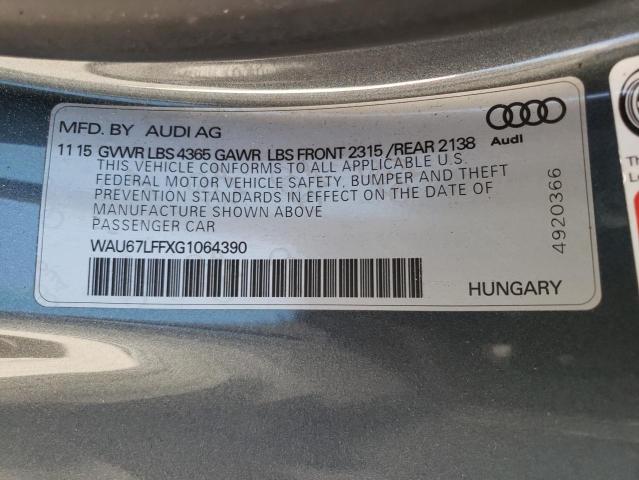 MFD. BY AUDI AG
Audi
11 15 GVWR LBS 4365 GAWR LBS FRONT 2315 /REAR 2138
THIS VEHICLE CONFORMS TO ALL APPLICABLE U.S.
FEDERAL MOTOR VEHICLE SAFETY, BUMPER AND THEFT
PREVENTION STANDARDS IN EFFECT ON THE DATE OF
MANUFACTURE SHOWN ABOVE
PASSENGER CAR
WAU67LFFXG1064390
HUNGARY
4920366